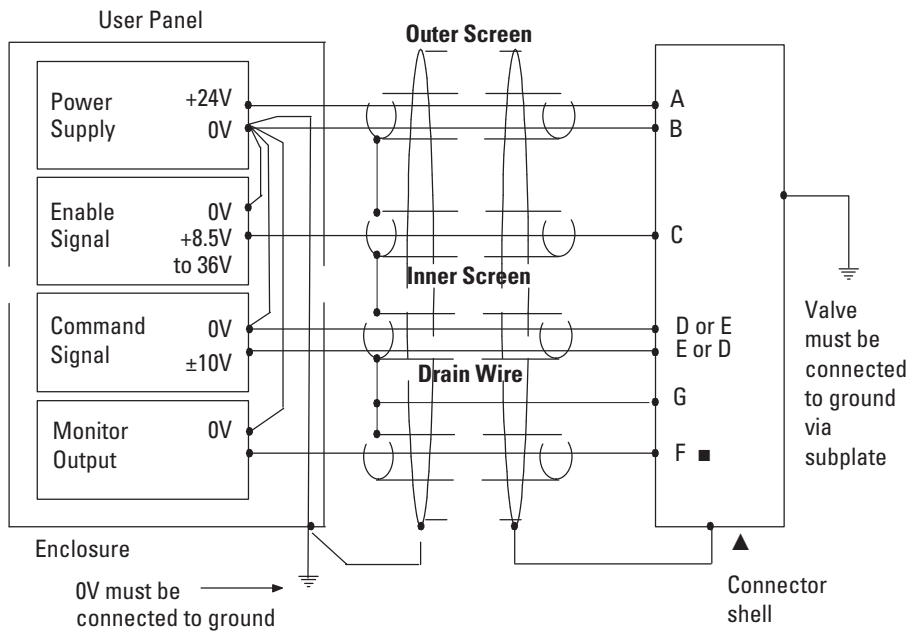 User Panel
Outer Screen
Power
Supply
+24V
0V
A
B
Enable
Signal
0V
+8.5V
to 36V
C
Inner Screen
Command
Signal
0V
±10V
D or E
E or D
Drain Wire
G
Monitor
Output
0V
F ■
Valve
must be
connected
to ground
via
subplate
Enclosure
0V must be
connected to ground
▲
Connector
shell